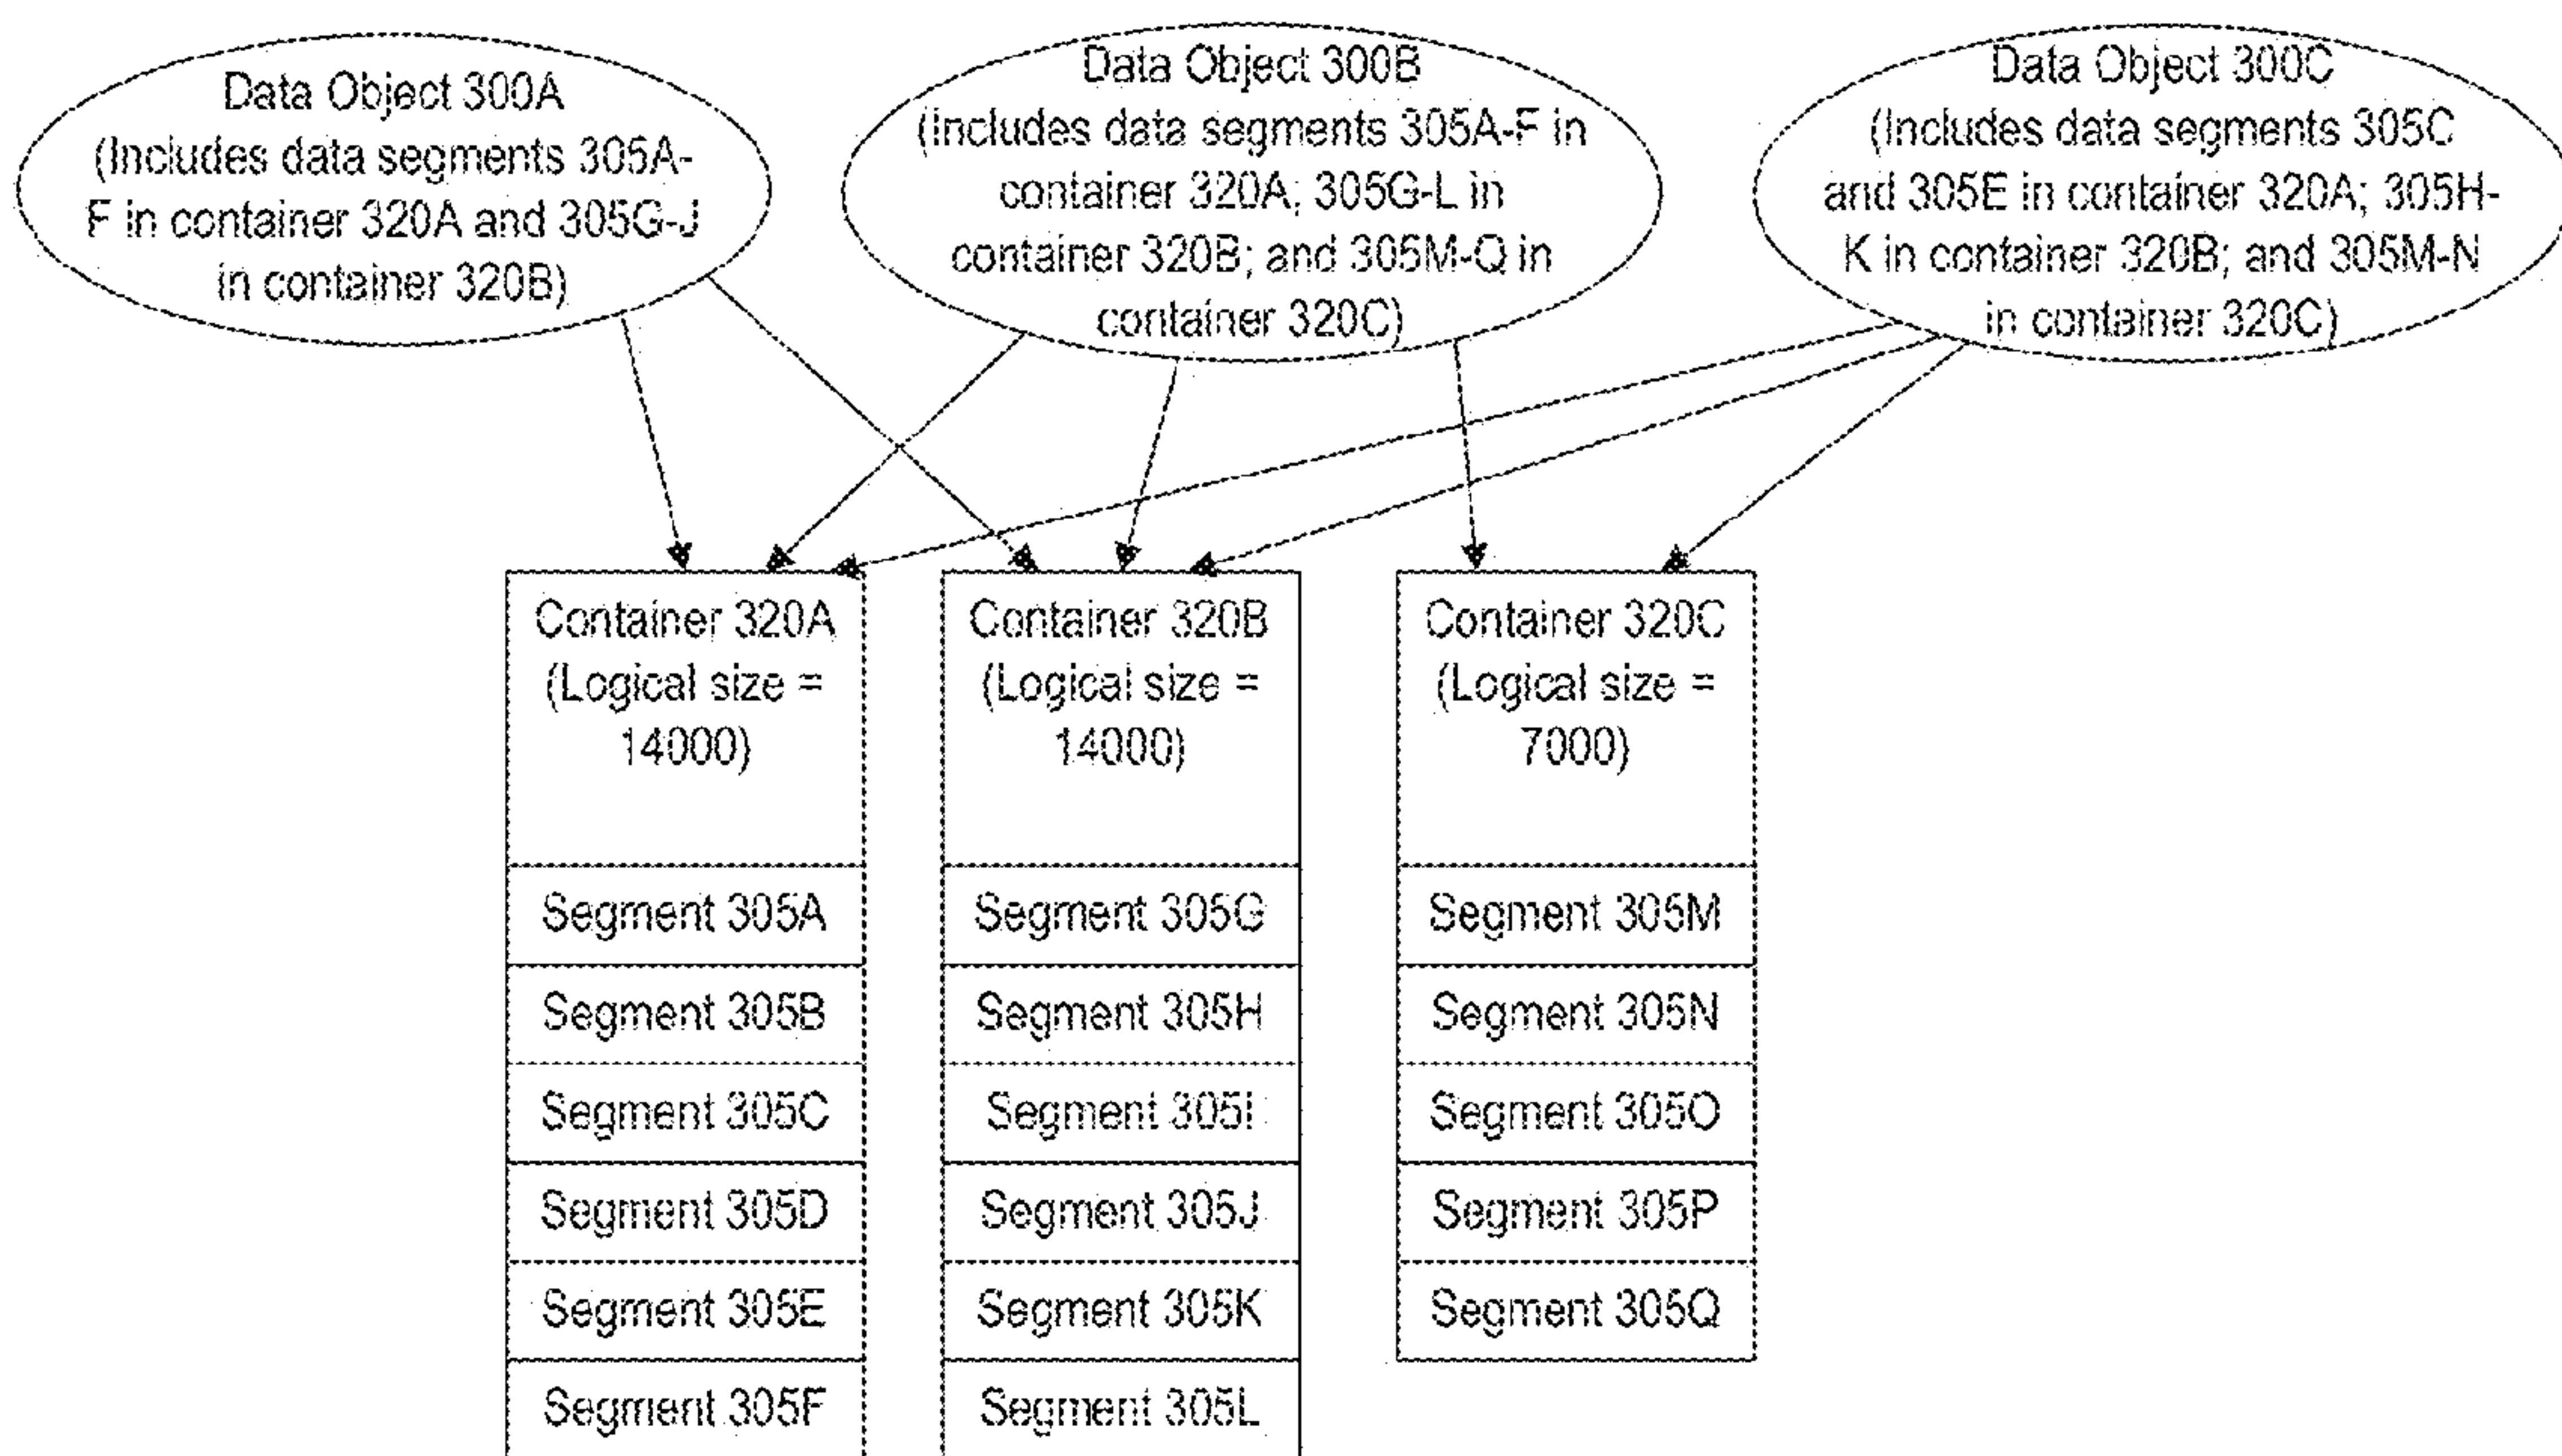 Data Object 300A
(Includes data segments 305A-
F in container 320A and 305G-J
in container 320B)
Data Object 300B
(Includes data segments 305A-F in
container 320A; 305G-L in
container 320B; and 305M-Q in
container 320C)
Data Object 300C
(Includes data segments 305C
and 305E in container 320A; 305H-
K in container 320B; and 305M-N
in container 320C)
Container 320A
(Logical size =
14000)
Segment 305A
Segment 305B
Segment 305C
Segment 305D
Segment 305E
Segment 305F
Container 320B
(Logical size =
14000)
Segment 305G
Segment 305H
Segment 305I
Segment 305J
Segment 305K
Segment 305L
Container 320C
(Logical size =
7000)
Segment 305M
Segment 305N
Segment 305O
Segment 305P
Segment 305Q